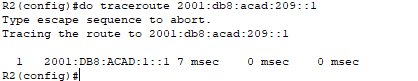 R2(config)#do traceroute 2001:db8:acad:209::1
Type escape sequence to abort.
Tracing the route to 2001:db8:acad:209::1

1 2001:DB8:ACAD:1::1 7 msec 0 msec 0 msec
R2(config)#